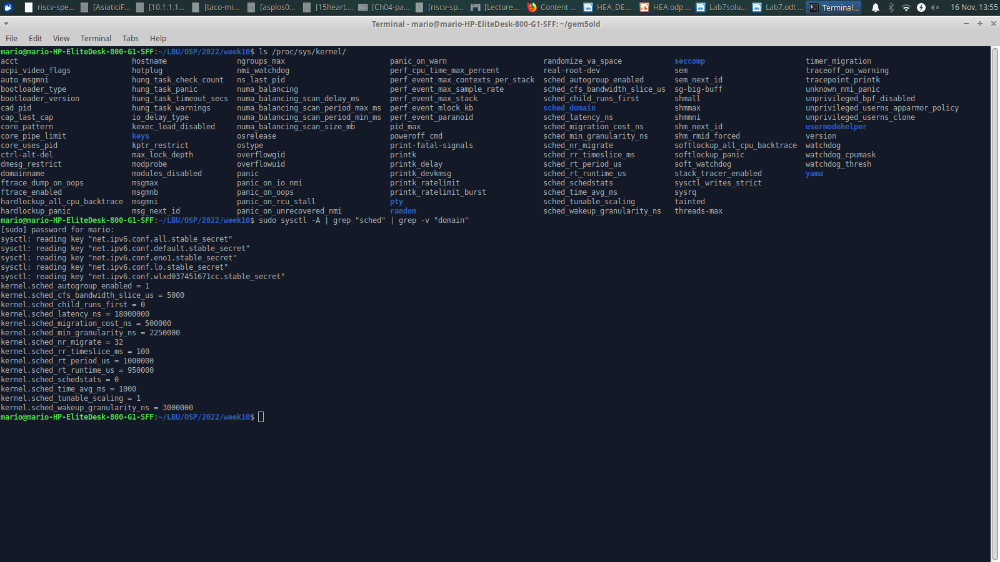 riscv-spe... [AsiaticiF... [10.1.1.1... [taco-mi... [asplos0... [15heart.... [Ch04-pa... [riscv-sp... [Lecture... Content ... HEA_DE... HEA.odp ... Lab7solu... Lab7.odt ... Terminal... 16 Nov, 13:55
Terminal - mario@mario-HP-EliteDesk-800-G1-SFF: ~/gem5old
File Edit View Terminal Tabs Help
mario@mario-HP-EliteDesk-800-G1-SFF:~/LBU/OSP/2022/week10$ ls /proc/sys/kernel/
acct hostname ngroups_max panic_on_warn randomize_va_space seccomp timer_migration
acpi_video_flags hotplug nmi_watchdog perf_cpu_time_max_percent real-root-dev sem traceoff_on_warning
auto_msgmni hung_task_check_count ns_last_pid perf_event_max_contexts_per_stack sched_autogroup_enabled sem_next_id tracepoint_printk
bootloader_type hung_task_panic numa_balancing perf_event_max_sample_rate sched_cfs_bandwidth_slice_us sg-big-buff unknown_nmi_panic
bootloader_version hung_task_timeout_secs numa_balancing_scan_delay_ms perf_event_max_stack sched_child_runs_first shmall unprivileged_bpf_disabled
cad_pid hung_task_warnings numa_balancing_scan_period_max_ms perf_event_mlock_kb sched_domain shmmax unprivileged_userns_apparmor_policy
cap_last_cap io_delay_type numa_balancing_scan_period_min_ms perf_event_paranoid sched_latency_ns shmmni unprivileged_userns_clone
core_pattern kexec_load_disabled numa_balancing_scan_size_mb pid_max sched_migration_cost_ns shm_next_id usermodehelper
core_pipe_limit keys osrelease poweroff_cmd sched_min_granularity_ns shm_rmid_forced version
core_uses_pid kptr_restrict ostype print-fatal-signals sched_nr_migrate softlockup_all_cpu_backtrace watchdog
ctrl-alt-del max_lock_depth overflowgid printk sched_rr_timeslice_ms softlockup_panic watchdog_cpumask
dmesg_restrict modprobe overflowuid printk_delay sched_rt_period_us soft_watchdog watchdog_thresh
domainname modules_disabled panic printk_devkmsg sched_rt_runtime_us stack_tracer_enabled yama
ftrace_dump_on_oops msgmax panic_on_io_nmi printk_ratelimit sched_schedstats sysctl_writes_strict
ftrace_enabled msgmnb panic_on_oops printk_ratelimit_burst sched_time_avg_ms sysrq
hardlockup_all_cpu_backtrace msgmni panic_on_rcu_stall pty sched_tunable_scaling tainted
hardlockup_panic msg_next_id panic_on_unrecovered_nmi random sched_wakeup_granularity_ns threads-max
mario@mario-HP-EliteDesk-800-G1-SFF:~/LBU/OSP/2022/week10$ sudo sysctl -A | grep "sched" | grep -v "domain"
[sudo] password for mario:
sysctl: reading key "net.ipv6.conf.all.stable_secret"
sysctl: reading key "net.ipv6.conf.default.stable_secret"
sysctl: reading key "net.ipv6.conf.eno1.stable_secret"
sysctl: reading key "net.ipv6.conf.lo.stable_secret"
sysctl: reading key "net.ipv6.conf.wlxd037451671cc.stable_secret"
kernel.sched_autogroup_enabled = 1
kernel.sched_cfs_bandwidth_slice_us = 5000
kernel.sched_child_runs_first = 0
kernel.sched_latency_ns = 18000000
kernel.sched_migration_cost_ns = 500000
kernel.sched_min_granularity_ns = 2250000
kernel.sched_nr_migrate = 32
kernel.sched_rr_timeslice_ms = 100
kernel.sched_rt_period_us = 1000000
kernel.sched_rt_runtime_us = 950000
kernel.sched_schedstats = 0
kernel.sched_time_avg_ms = 1000
kernel.sched_tunable_scaling = 1
kernel.sched_wakeup_granularity_ns = 3000000
mario@mario-HP-EliteDesk-800-G1-SFF:~/LBU/OSP/2022/week10$